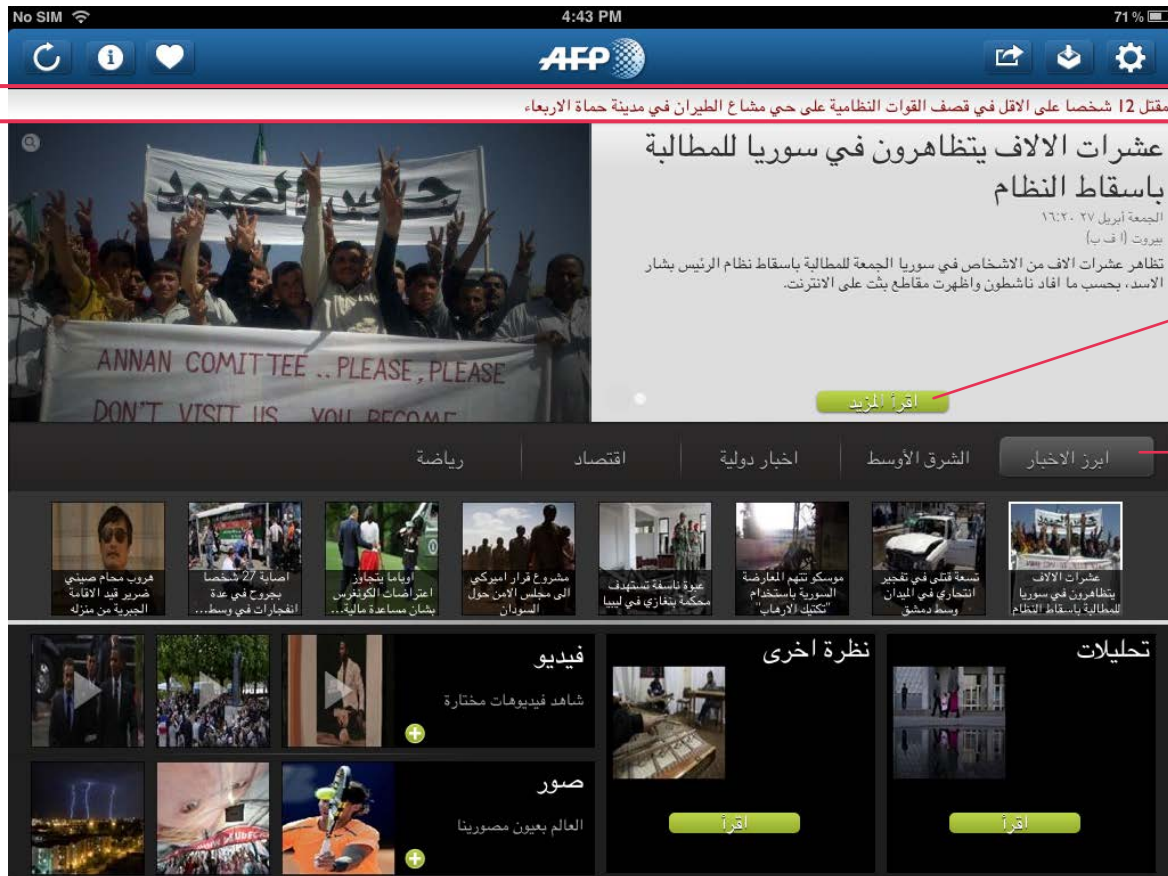 No SIM
4:43 PM
71 %
AFP
مقتل 12 شخصا على الاقل في قصف القوات النظامية على حي مشاع الطيران في مدينة حماة الاربعاء
عشرات الالاف يتظاهرون في سوريا للمطالبة
باسقاط النظام
الجمعة أبريل ٢٧ ١٦:٢٠
بيروت (ا ف ب)
تظاهر عشرات الاف من الاشخاص في سوريا الجمعة للمطالبة باسقاط نظام الرئيس بشار
الاسد، بحسب ما افاد ناشطون واظهرت مقاطع بثت على الانترنت.
اقرأ المزيد
ANNAN COMITTEE .. PLEASE, PLEASE
DON'T VISIT US YOU BECOME
ابرز الاخبار
الشرق الأوسط
اخبار دولية
اقتصاد
رياضة
عشرات الالاف
يتظاهرون في سوريا
للمطالبة باسقاط النظام
تسعة قتلى في تفجير
انتحاري في الميدان
وسط دمشق
موسكو تتهم المعارضة
السورية باستخدام
"تكتيك الارهاب"
عبوة ناسفة تستهدف
محكمة بنغازي في ليبيا
مشروع قرار اميركي
الى مجلس الامن حول
السودان
اوباما يتجاوز
اعتراضات الكونغرس
بشان مساعدة مالية...
اصابة 27 شخصا
بجروح في عدة
انفجارات في وسط...
هروب محام صيني
ضرير قيد الاقامة
الجبرية من منزله
تحليلات
اقرأ
نظرة اخرى
اقرأ
فيديو
شاهد فيديوهات مختارة
صور
العالم بعيون مصورينا